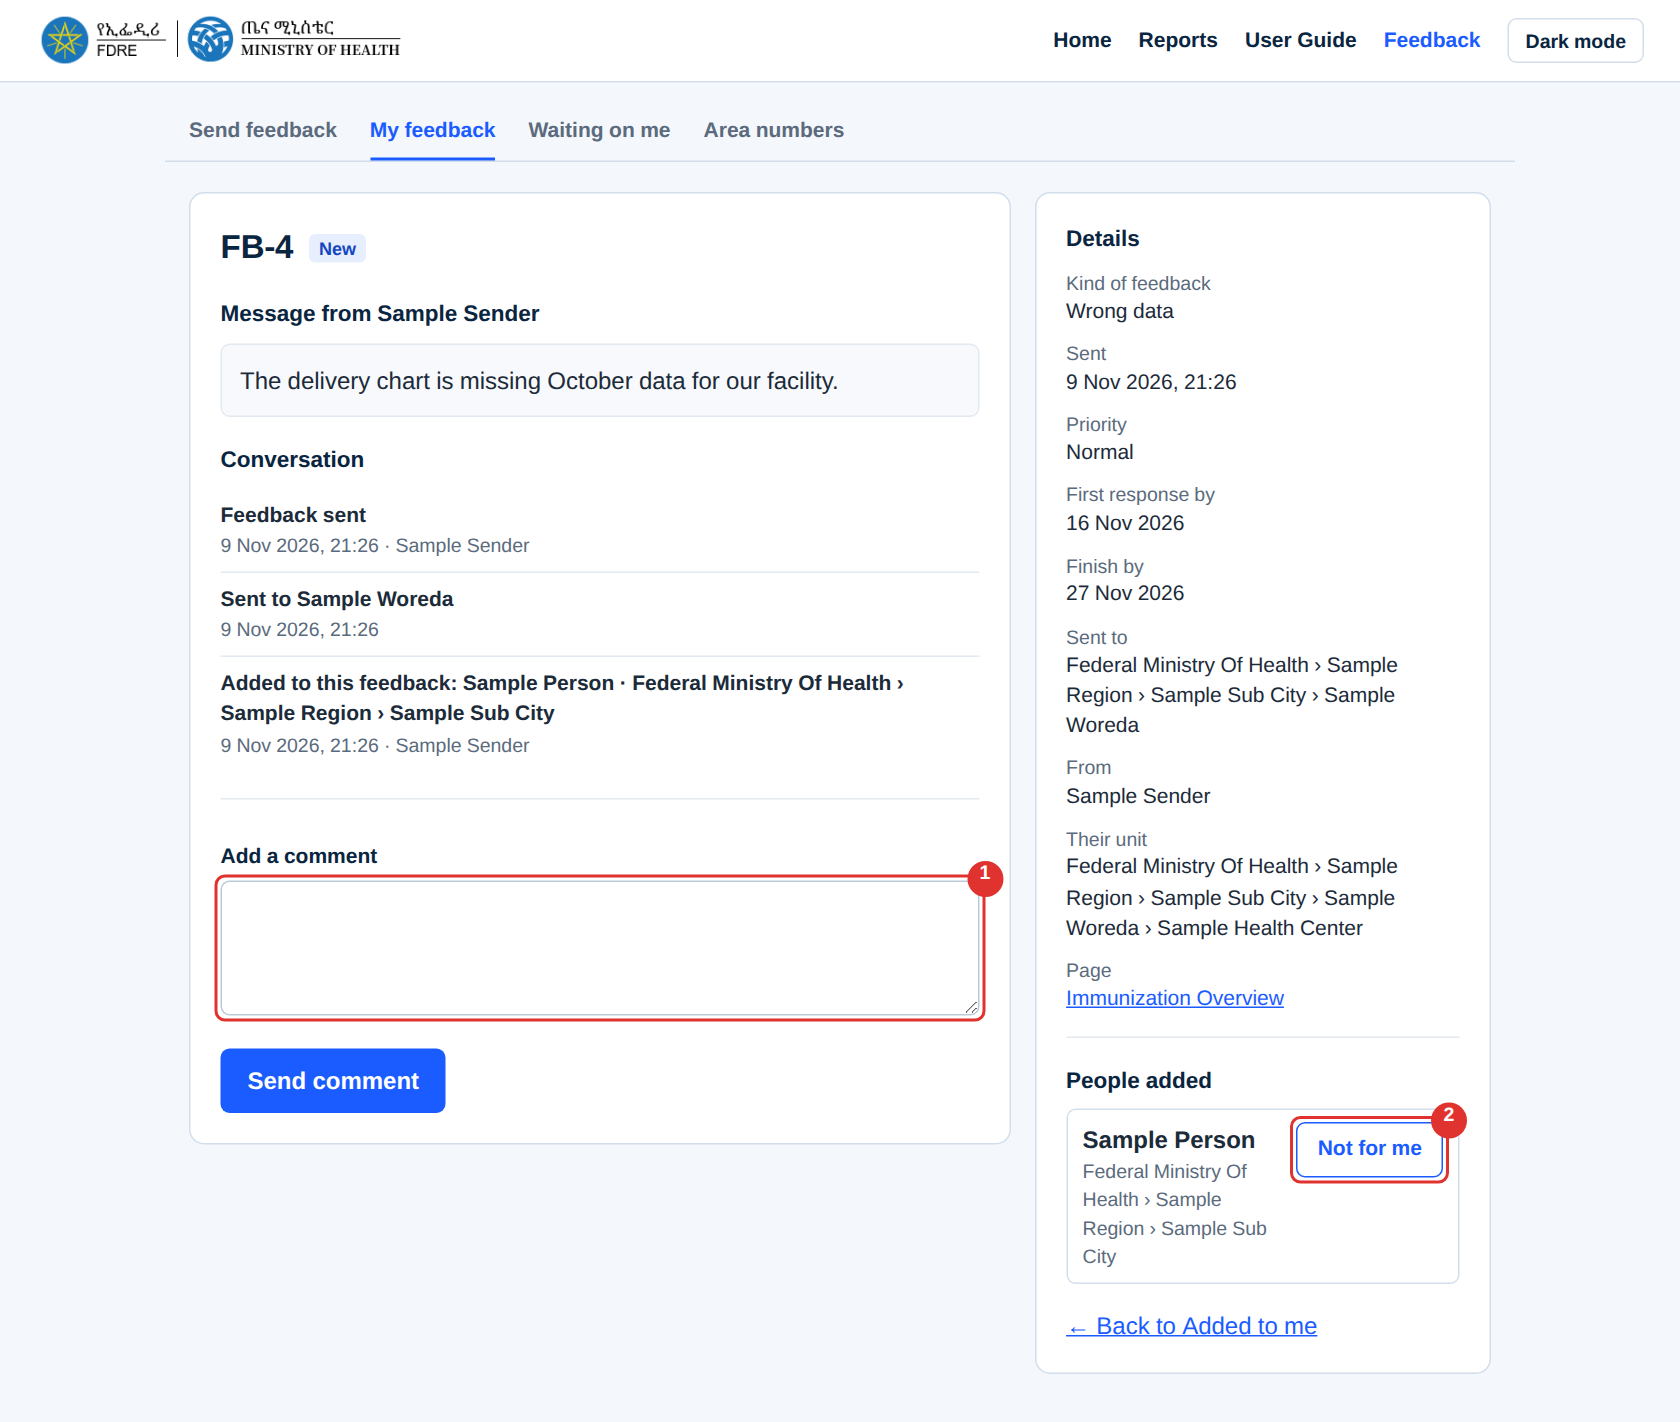 የኢፌዲሪ
FDRE
ጤና ሚኒስቴር
MINISTRY OF HEALTH
Home
Reports
User Guide
Feedback
Dark mode
Send feedback
My feedback
Waiting on me
Area numbers
FB-4
New
Message from Sample Sender
The delivery chart is missing October data for our facility.
Conversation
Feedback sent
9 Nov 2026, 21:26 · Sample Sender
Sent to Sample Woreda
9 Nov 2026, 21:26
Added to this feedback: Sample Person · Federal Ministry Of Health ›
Sample Region › Sample Sub City
9 Nov 2026, 21:26 · Sample Sender
Add a comment
1
Send comment
Details
Kind of feedback
Wrong data
Sent
9 Nov 2026, 21:26
Priority
Normal
First response by
16 Nov 2026
Finish by
27 Nov 2026
Sent to
Federal Ministry Of Health › Sample
Region › Sample Sub City › Sample
Woreda
From
Sample Sender
Their unit
Federal Ministry Of Health › Sample
Region › Sample Sub City › Sample
Woreda › Sample Health Center
Page
Immunization Overview
People added
Sample Person
Federal Ministry Of
Health › Sample
Region › Sample Sub
City
2
Not for me
← Back to Added to me